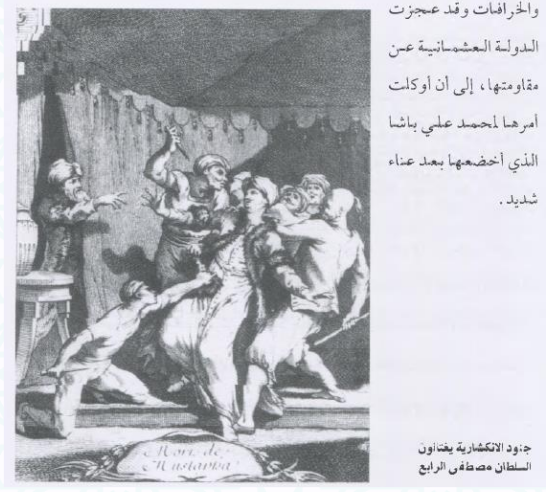 والخرافات وقد عجزت
الدولة العثمانية عن
مقاومتها، إلى أن أوكلت
أمرها لمحمد علي باشا
الذي أخضعها بعد عناء
شديد.
Mort de
Mustapha
جنود الانكشارية يغتالون
السلطان مصطفى الرابع